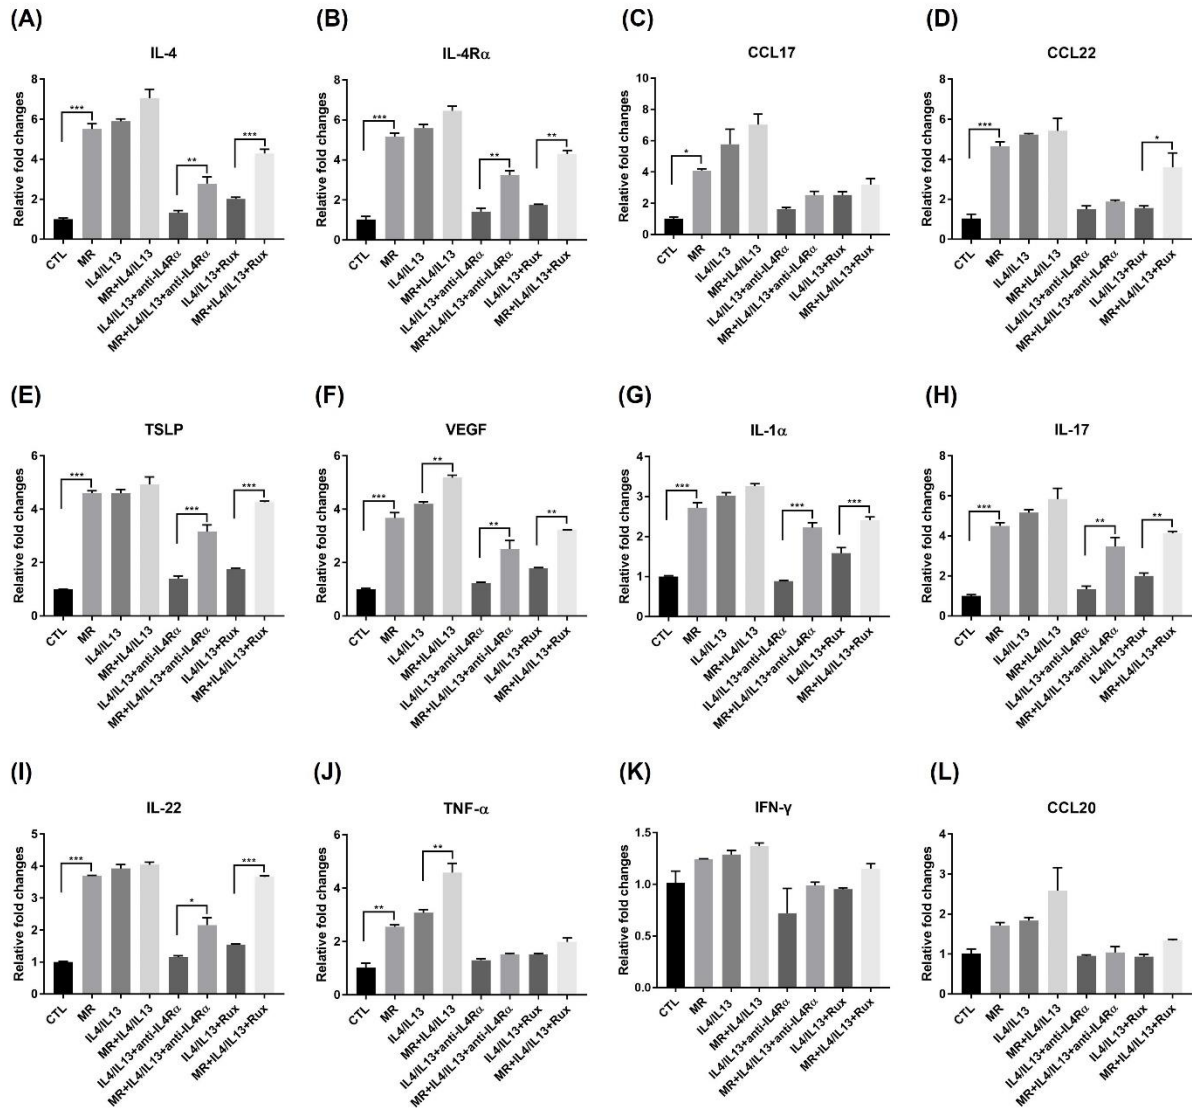 (A)
IL-4
Relative fold changes
8
6
4
2
0
***
**
***
CTL
MR
IL4/IL13
MR+IL4/IL13
IL4/IL13+anti-IL4Rα
MR+IL4/IL13+anti-IL4Rα
IL4/IL13+Rux
MR+IL4/IL13+Rux
(B)
IL-4Rα
Relative fold changes
8
6
4
2
0
***
**
**
CTL
MR
IL4/IL13
MR+IL4/IL13
IL4/IL13+anti-IL4Rα
MR+IL4/IL13+anti-IL4Rα
IL4/IL13+Rux
MR+IL4/IL13+Rux
(C)
CCL17
Relative fold changes
10
8
6
4
2
0
*
CTL
MR
IL4/IL13
MR+IL4/IL13
IL4/IL13+anti-IL4Rα
MR+IL4/IL13+anti-IL4Rα
IL4/IL13+Rux
MR+IL4/IL13+Rux
(D)
CCL22
Relative fold changes
8
6
4
2
0
***
*
CTL
MR
IL4/IL13
MR+IL4/IL13
IL4/IL13+anti-IL4Rα
MR+IL4/IL13+anti-IL4Rα
IL4/IL13+Rux
MR+IL4/IL13+Rux
(E)
TSLP
Relative fold changes
6
4
2
0
***
***
***
CTL
MR
IL4/IL13
MR+IL4/IL13
IL4/IL13+anti-IL4Rα
MR+IL4/IL13+anti-IL4Rα
IL4/IL13+Rux
MR+IL4/IL13+Rux
(F)
VEGF
Relative fold changes
6
4
2
0
***
**
**
**
CTL
MR
IL4/IL13
MR+IL4/IL13
IL4/IL13+anti-IL4Rα
MR+IL4/IL13+anti-IL4Rα
IL4/IL13+Rux
MR+IL4/IL13+Rux
(G)
IL-1α
Relative fold changes
4
3
2
1
0
***
***
***
CTL
MR
IL4/IL13
MR+IL4/IL13
IL4/IL13+anti-IL4Rα
MR+IL4/IL13+anti-IL4Rα
IL4/IL13+Rux
MR+IL4/IL13+Rux
(H)
IL-17
Relative fold changes
8
6
4
2
0
***
**
**
CTL
MR
IL4/IL13
MR+IL4/IL13
IL4/IL13+anti-IL4Rα
MR+IL4/IL13+anti-IL4Rα
IL4/IL13+Rux
MR+IL4/IL13+Rux
(I)
IL-22
Relative fold changes
5
4
3
2
1
0
***
*
***
CTL
MR
IL4/IL13
MR+IL4/IL13
IL4/IL13+anti-IL4Rα
MR+IL4/IL13+anti-IL4Rα
IL4/IL13+Rux
MR+IL4/IL13+Rux
(J)
TNF-α
Relative fold changes
6
4
2
0
**
**
CTL
MR
IL4/IL13
MR+IL4/IL13
IL4/IL13+anti-IL4Rα
MR+IL4/IL13+anti-IL4Rα
IL4/IL13+Rux
MR+IL4/IL13+Rux
(K)
IFN-γ
Relative fold changes
1.5
1.0
0.5
0.0
CTL
MR
IL4/IL13
MR+IL4/IL13
IL4/IL13+anti-IL4Rα
MR+IL4/IL13+anti-IL4Rα
IL4/IL13+Rux
MR+IL4/IL13+Rux
(L)
CCL20
Relative fold changes
4
3
2
1
0
CTL
MR
IL4/IL13
MR+IL4/IL13
IL4/IL13+anti-IL4Rα
MR+IL4/IL13+anti-IL4Rα
IL4/IL13+Rux
MR+IL4/IL13+Rux